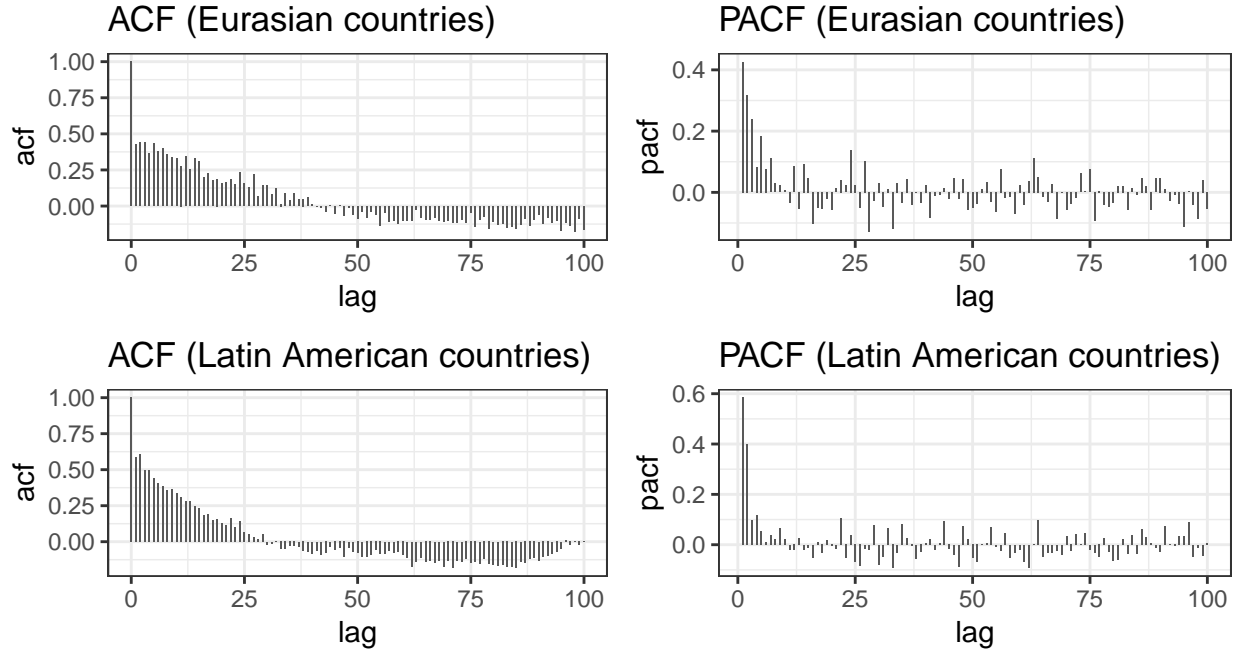 ACF (Eurasian countries)
1.00
0.75
0.50
0.25
0.00
acf
0 25 50 75 100
lag
PACF (Eurasian countries)
0.4
0.2
0.0
pacf
0 25 50 75 100
lag
ACF (Latin American countries)
1.00
0.75
0.50
0.25
0.00
acf
0 25 50 75 100
lag
PACF (Latin American countries)
0.6
0.4
0.2
0.0
pacf
0 25 50 75 100
lag